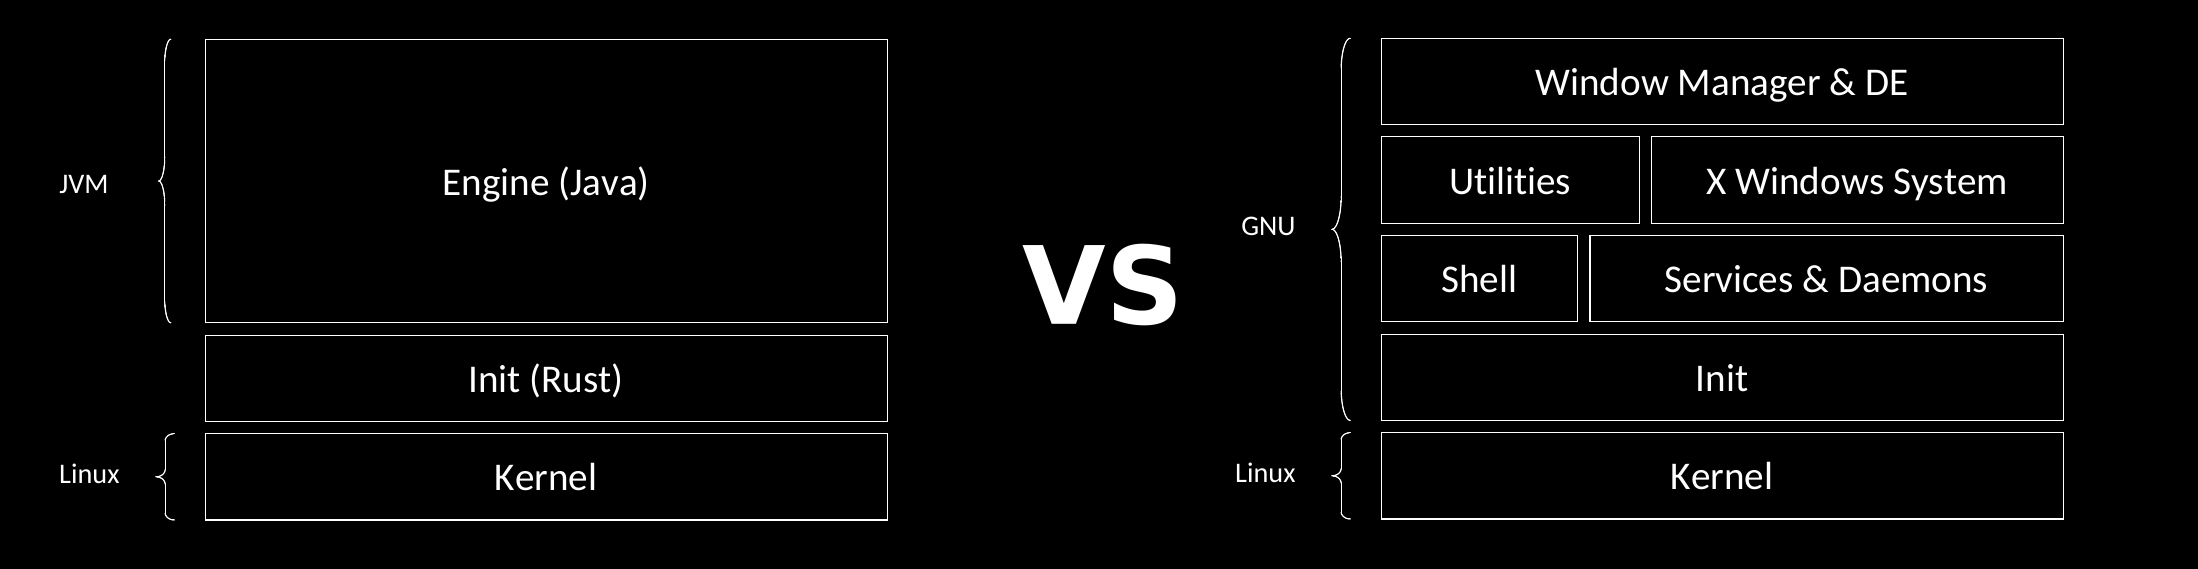 JVM
Engine (Java)
Init (Rust)
Linux
Kernel
VS
GNU
Window Manager & DE
Utilities
X Windows System
Shell
Services & Daemons
Init
Linux
Kernel